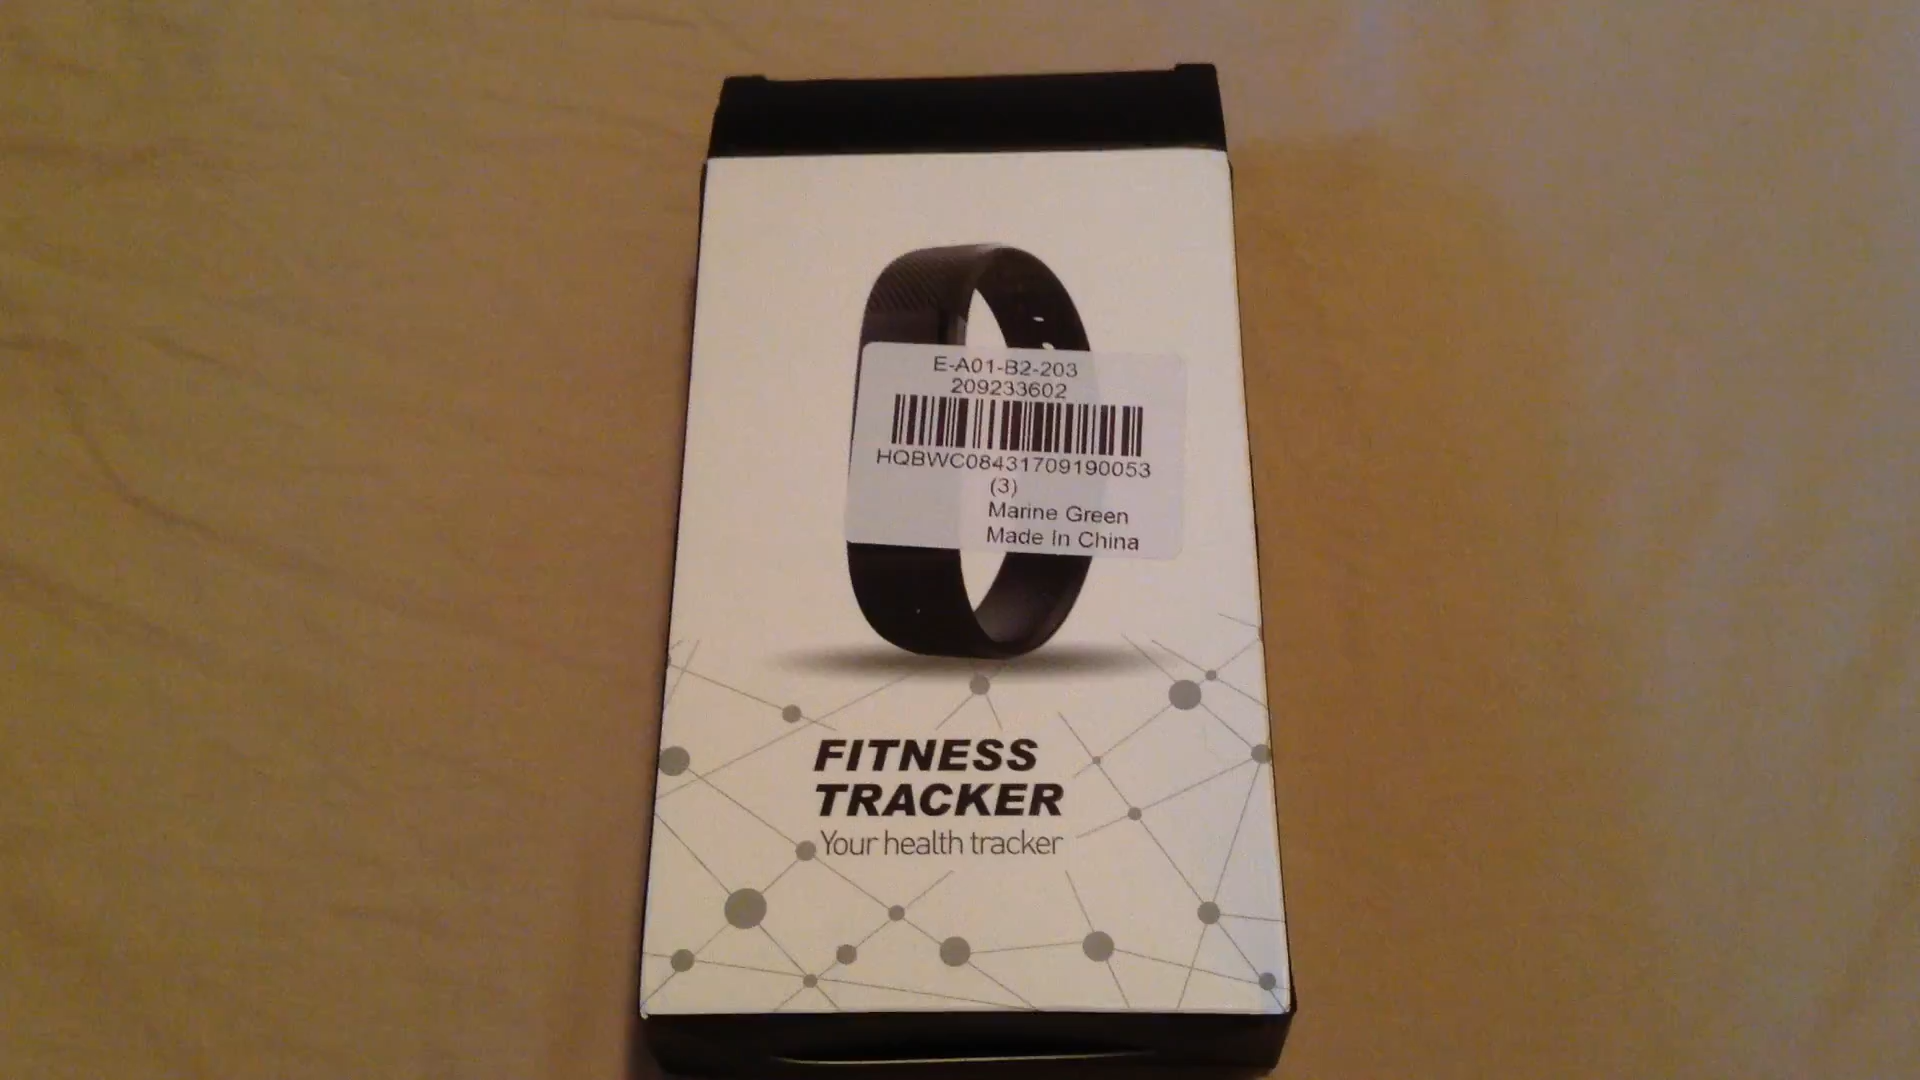 E-A01-B2-203
209233602
HQBWC08431709190053
(3)
Marine Green
Made In China
FITNESS
TRACKER
Your health tracker